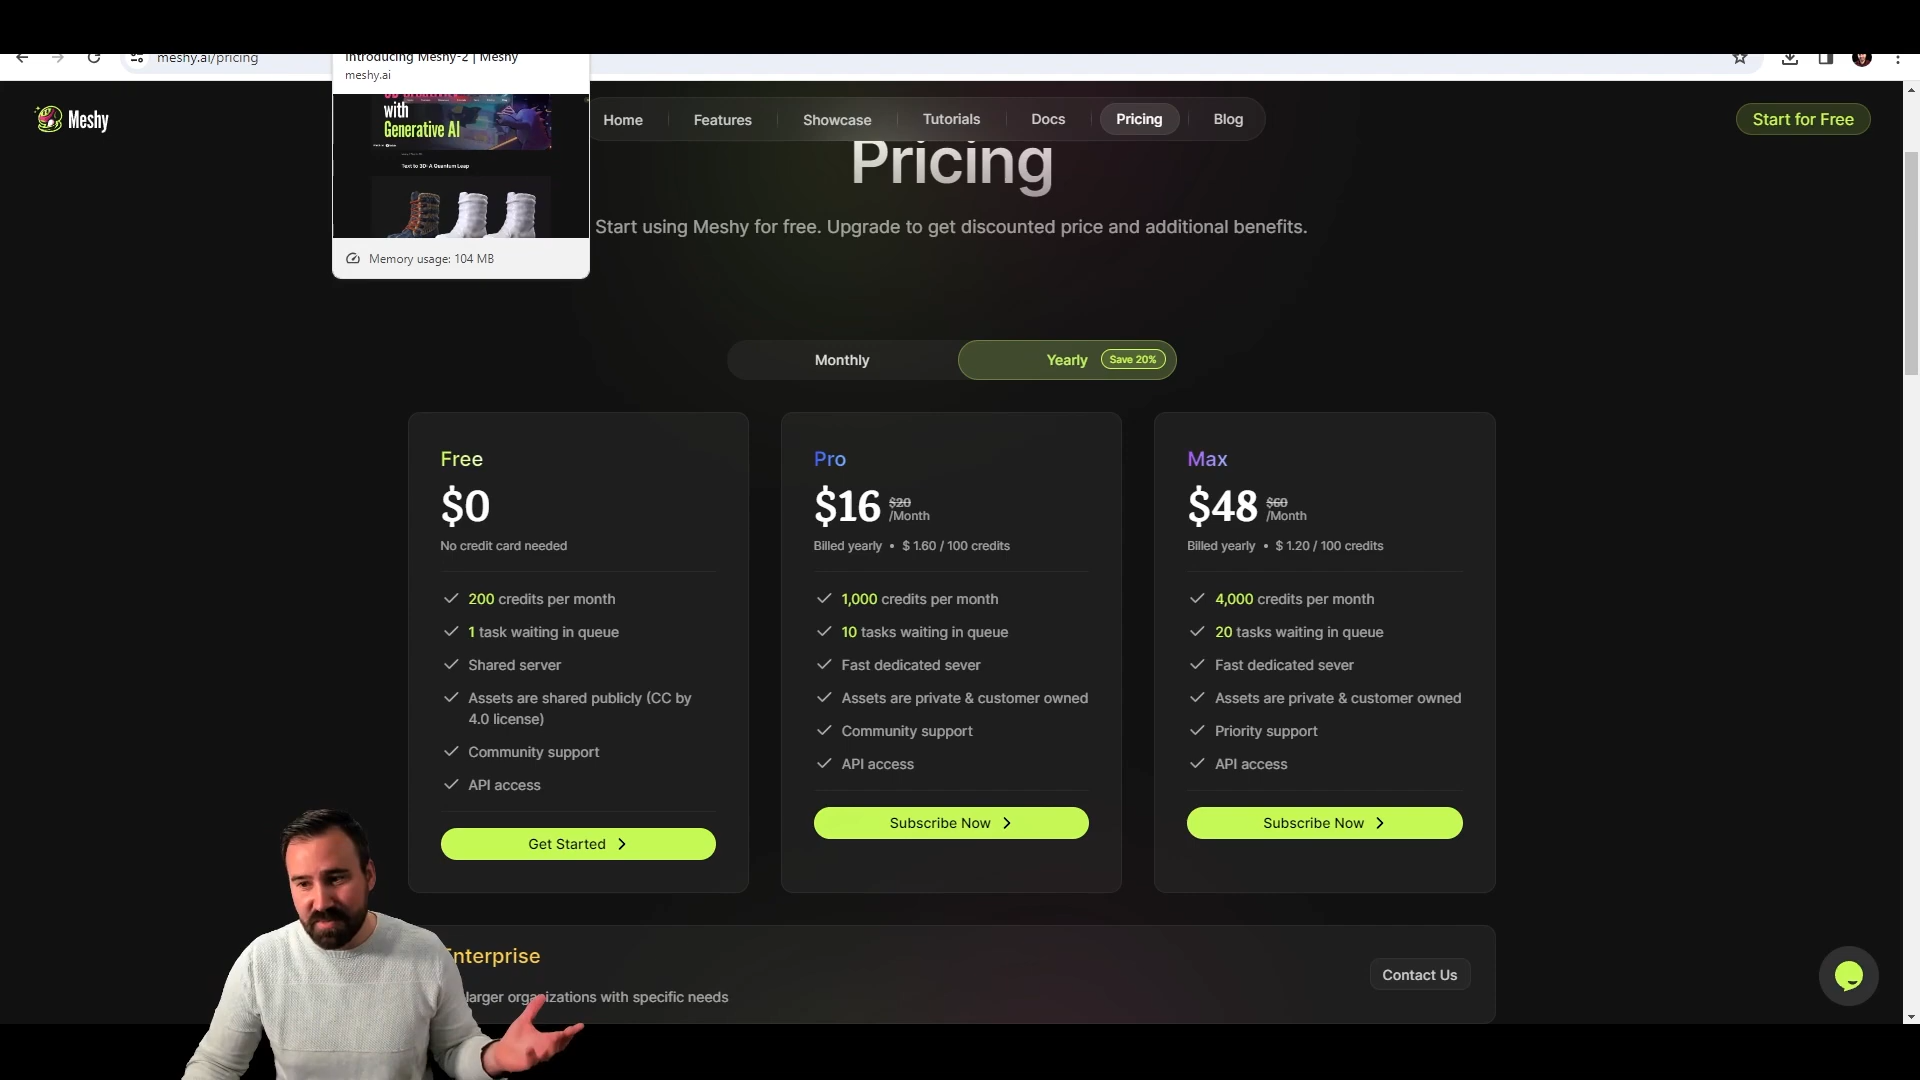 meshy.ai/pricing
Introducing Meshy-2 | Meshy
meshy.ai
with
Generative AI
Text to 3D: A Quantum Leap
Memory usage: 104 MB
Meshy
Home
Features
Showcase
Tutorials
Docs
Pricing
Blog
Start for Free
Pricing
Start using Meshy for free. Upgrade to get discounted price and additional benefits.
Monthly
Yearly
Save 20%
Free
$0
No credit card needed
200 credits per month
1 task waiting in queue
Shared server
Assets are shared publicly (CC by
4.0 license)
Community support
API access
Get Started
Pro
$16
$20
/Month
Billed yearly • $ 1.60 / 100 credits
1,000 credits per month
10 tasks waiting in queue
Fast dedicated sever
Assets are private & customer owned
Community support
API access
Subscribe Now
Max
$48
$60
/Month
Billed yearly • $ 1.20 / 100 credits
4,000 credits per month
20 tasks waiting in queue
Fast dedicated sever
Assets are private & customer owned
Priority support
API access
Subscribe Now
Enterprise
larger organizations with specific needs
Contact Us